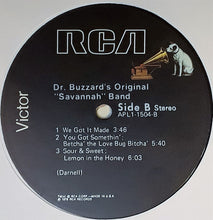 RCA
Victor
Dr. Buzzard's Original
"Savannah" Band
Side B Stereo
APL1-1504-B
1 We Got It Made 3:46
2 You Got Somethin';
Betcha' the Love Bug Bitcha' 5:40
3 Sour & Sweet;
Lemon in the Honey 6:03
(Darnell)